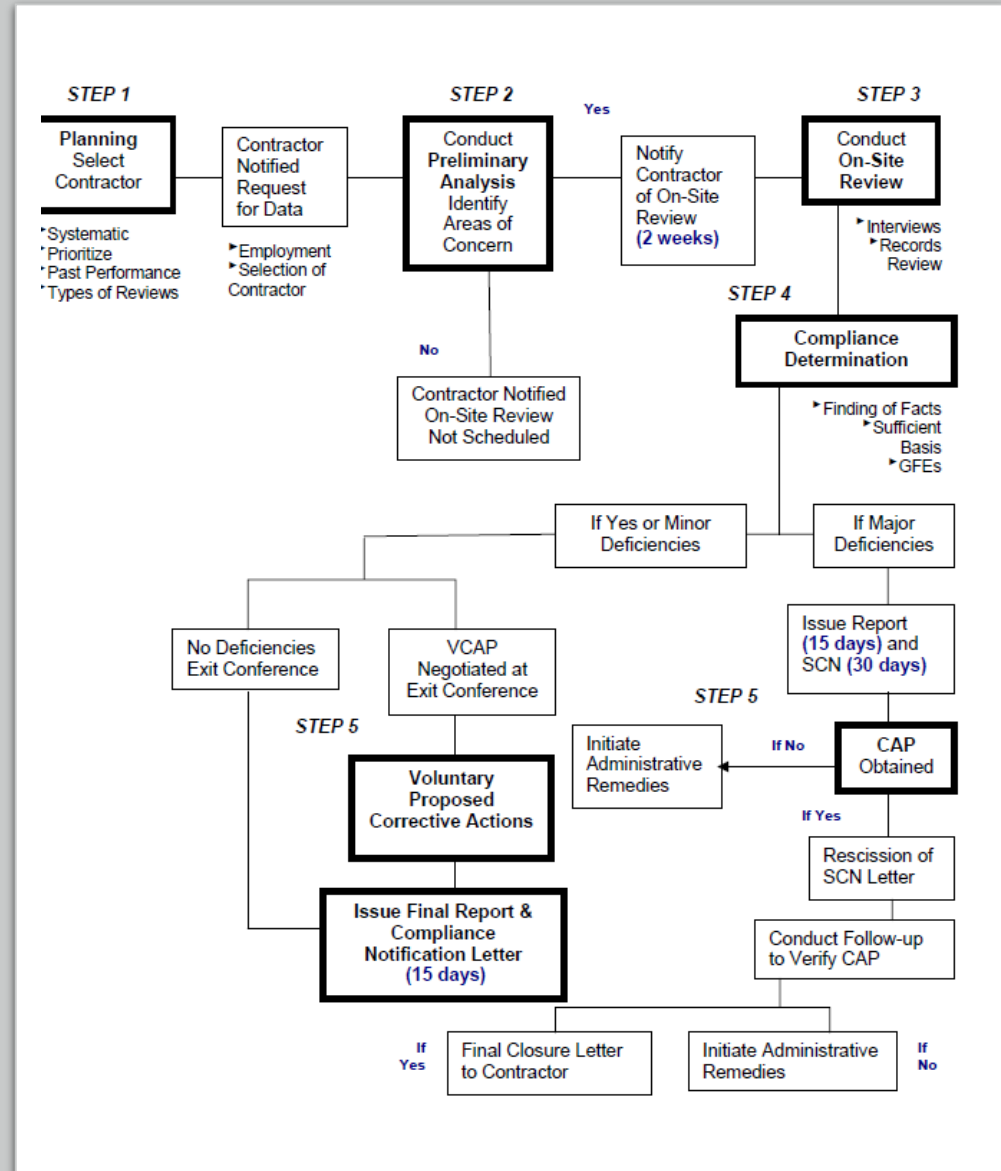 STEP 1
Planning
Select
Contractor
►Systematic
►Prioritize
►Past Performance
►Types of Reviews
Contractor
Notified
Request
for Data
►Employment
►Selection of
Contractor
STEP 2
Conduct
Preliminary
Analysis
Identify
Areas of
Concern
Yes
Notify
Contractor
of On-Site
Review
(2 weeks)
STEP 3
Conduct
On-Site
Review
►Interviews
►Records
Review
No
Contractor Notified
On-Site Review
Not Scheduled
STEP 4
Compliance
Determination
►Finding of Facts
►Sufficient
Basis
►GFEs
If Yes or Minor
Deficiencies
If Major
Deficiencies
No Deficiencies
Exit Conference
VCAP
Negotiated at
Exit Conference
Issue Report
(15 days) and
SCN (30 days)
STEP 5
Voluntary
Proposed
Corrective Actions
Issue Final Report &
Compliance
Notification Letter
(15 days)
STEP 5
Initiate
Administrative
Remedies
If No
CAP
Obtained
If Yes
Rescission of
SCN Letter
Conduct Follow-up
to Verify CAP
If
Yes
Final Closure Letter
to Contractor
Initiate Administrative
Remedies
If
No